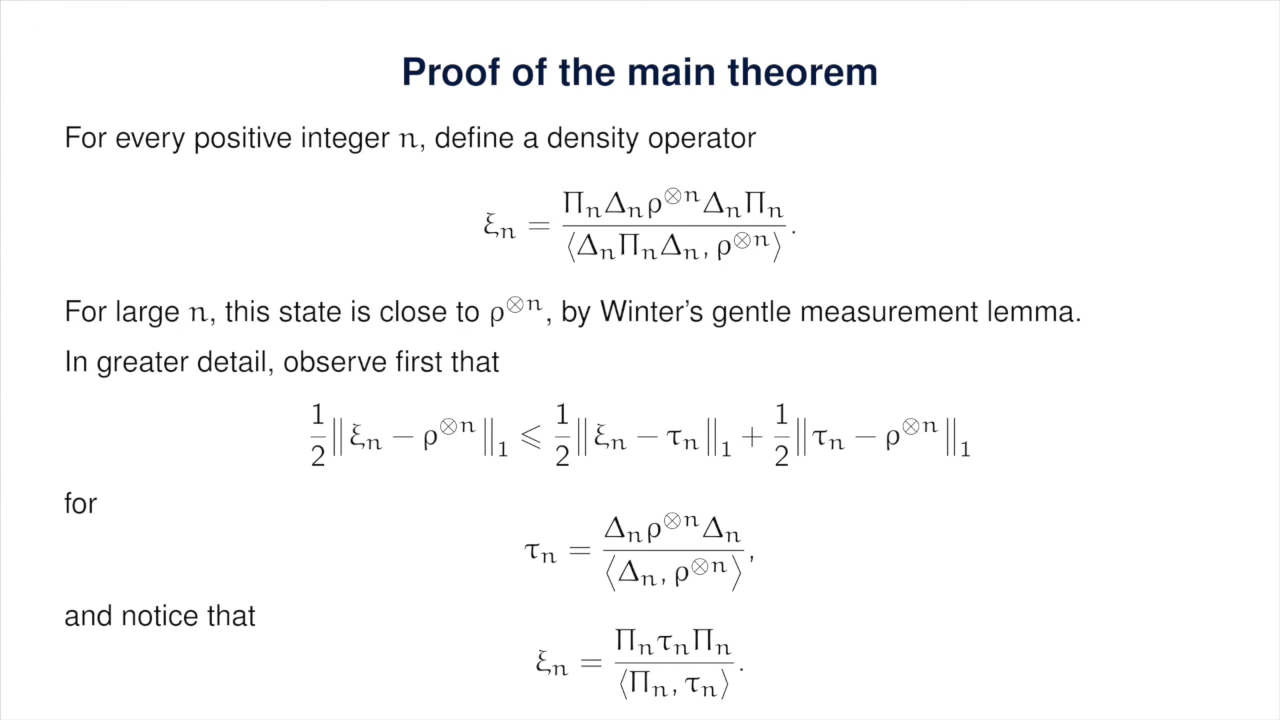 Proof of the main theorem
For every positive integer n, define a density operator
ξₙ = ΠₙΔₙρ^{⊗n}ΔₙΠₙ / ⟨ΔₙΠₙΔₙ, ρ^{⊗n}⟩.
For large n, this state is close to ρ^{⊗n}, by Winter's gentle measurement lemma.
In greater detail, observe first that
1/2 ‖ξₙ − ρ^{⊗n}‖₁ ⩽ 1/2 ‖ξₙ − τₙ‖₁ + 1/2 ‖τₙ − ρ^{⊗n}‖₁
for
τₙ = Δₙρ^{⊗n}Δₙ / ⟨Δₙ, ρ^{⊗n}⟩,
and notice that
ξₙ = ΠₙτₙΠₙ / ⟨Πₙ, τₙ⟩.